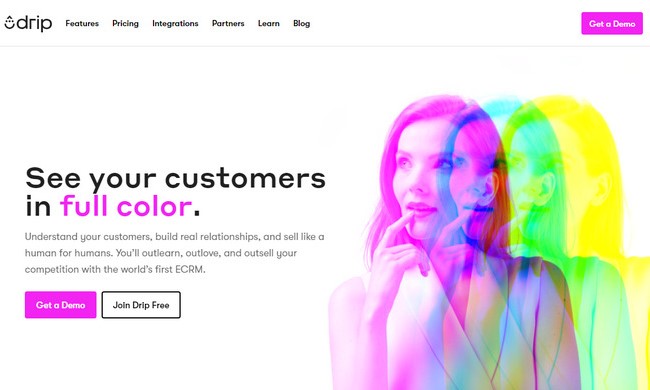 drip Features Pricing Integrations Partners Learn Blog Get a Demo
See your customers
in full color.
Understand your customers, build real relationships, and sell like a
human for humans. You'll outlearn, outlove, and outsell your
competition with the world's first ECRM.
Get a Demo Join Drip Free